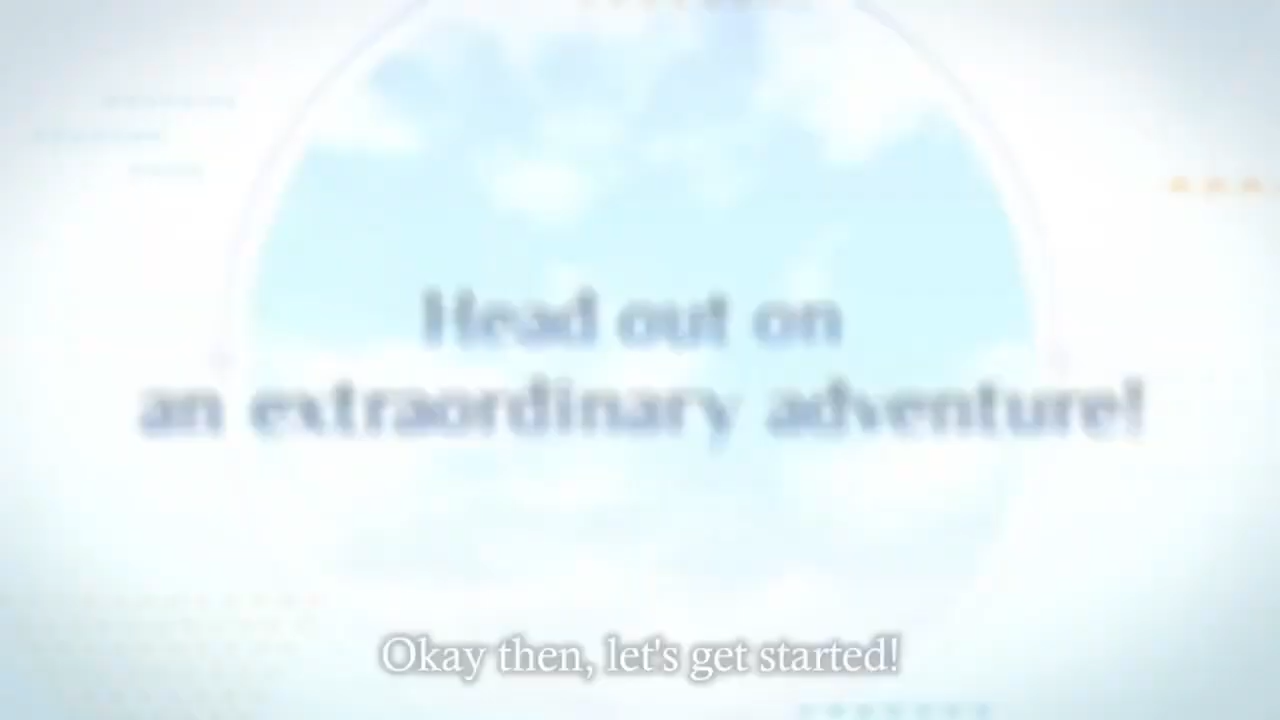 Head out on
an extraordinary adventure!
Okay then, let's get started!